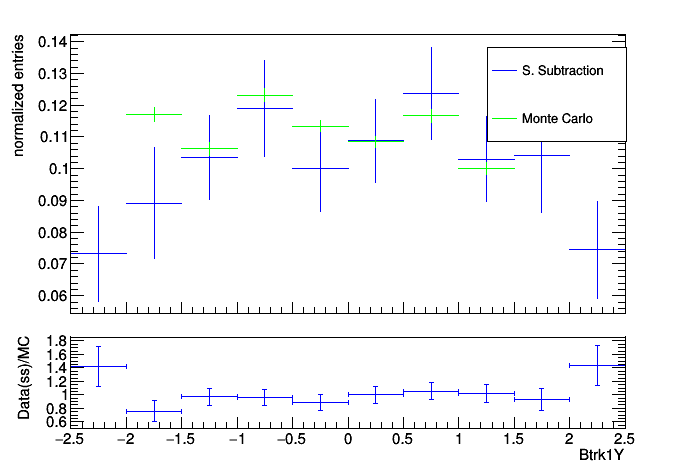 normalized entries
0.14
0.13
0.12
0.11
0.1
0.09
0.08
0.07
0.06
S. Subtraction
Monte Carlo
Data(ss)/MC
1.8
1.6
1.4
1.2
1
0.8
0.6
−2.5 −2 −1.5 −1 −0.5 0 0.5 1 1.5 2 2.5
Btrk1Y